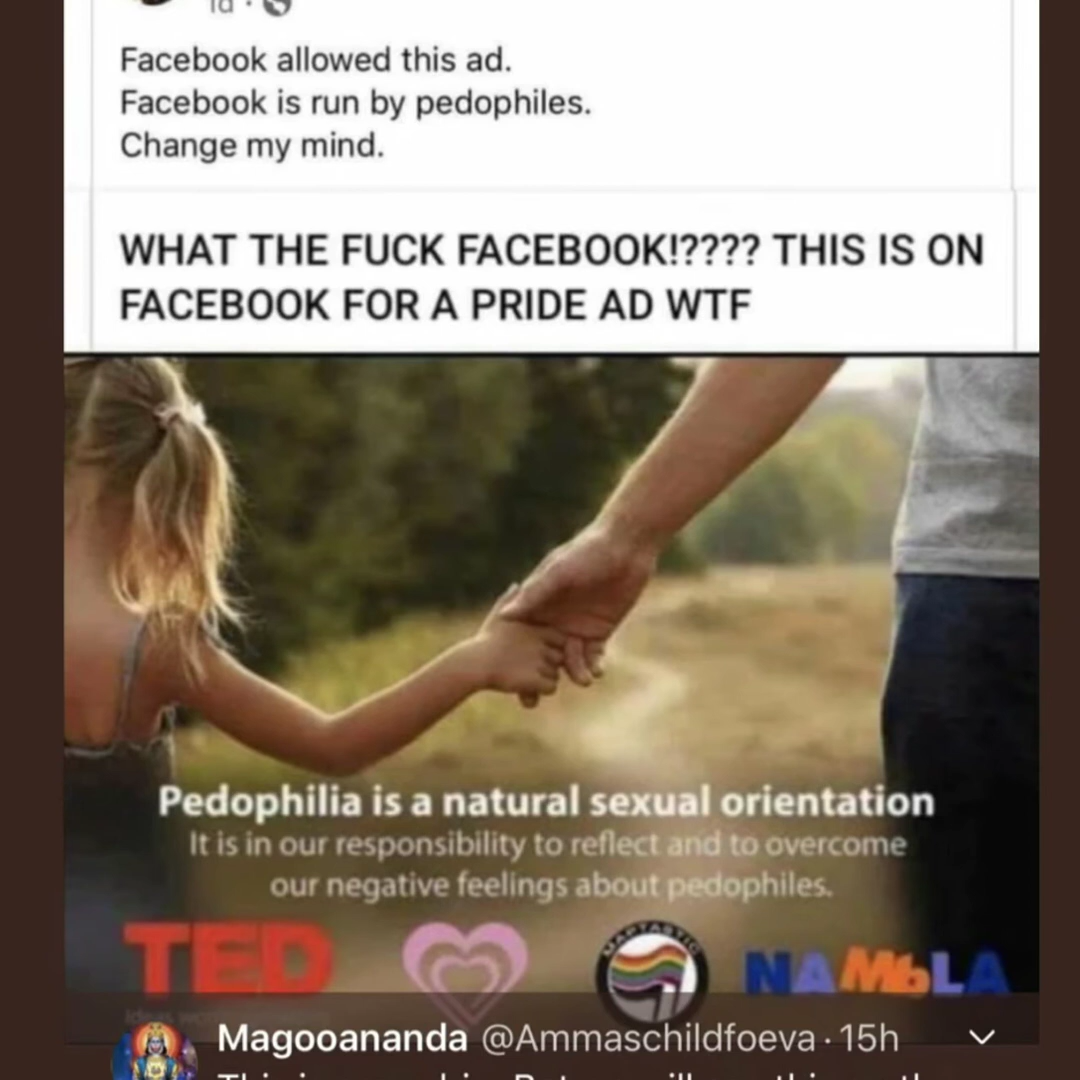 1d ·
Facebook allowed this ad.
Facebook is run by pedophiles.
Change my mind.
WHAT THE FUCK FACEBOOK!???? THIS IS ON
FACEBOOK FOR A PRIDE AD WTF
Pedophilia is a natural sexual orientation
It is in our responsibility to reflect and to overcome
our negative feelings about pedophiles.
TED
MAPTASTIC
NAMbLA
Magooananda @Ammaschildfoeva · 15h